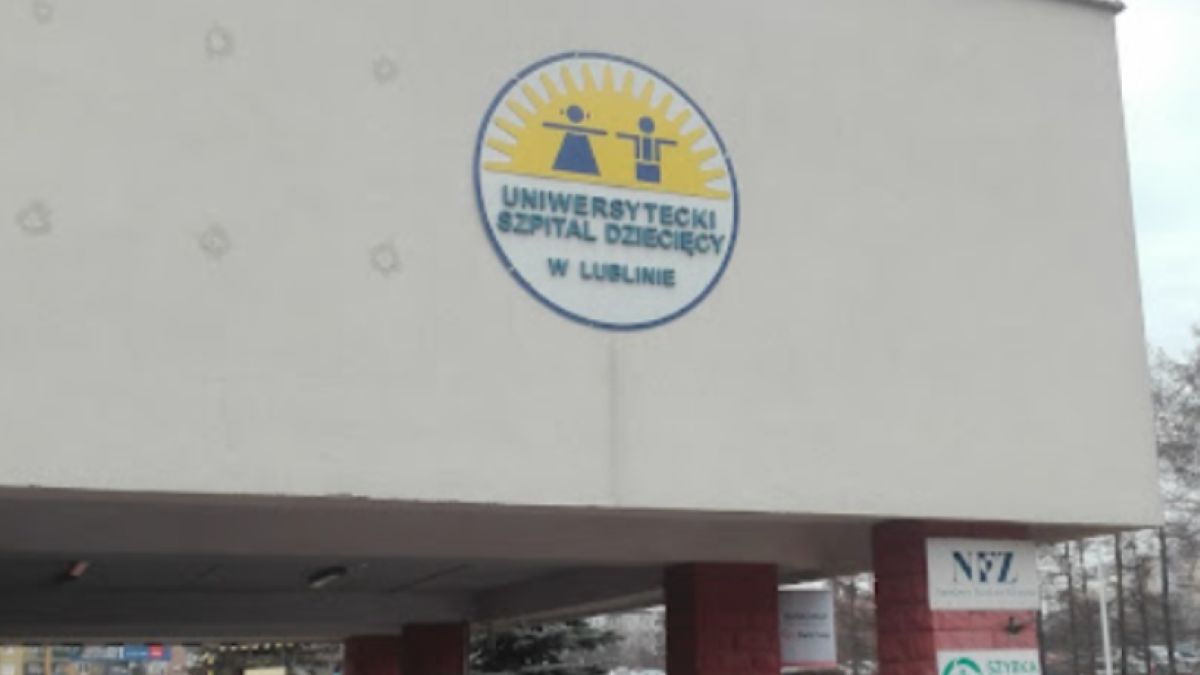 UNIWERSYTECKI
SZPITAL DZIECIĘCY
W LUBLINIE
NFZ
SZYBKA